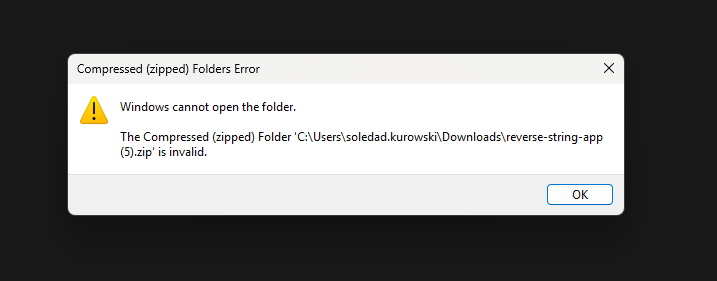 Compressed (zipped) Folders Error
Windows cannot open the folder.
The Compressed (zipped) Folder 'C:\Users\soledad.kurowski\Downloads\reverse-string-app
(5).zip' is invalid.
OK